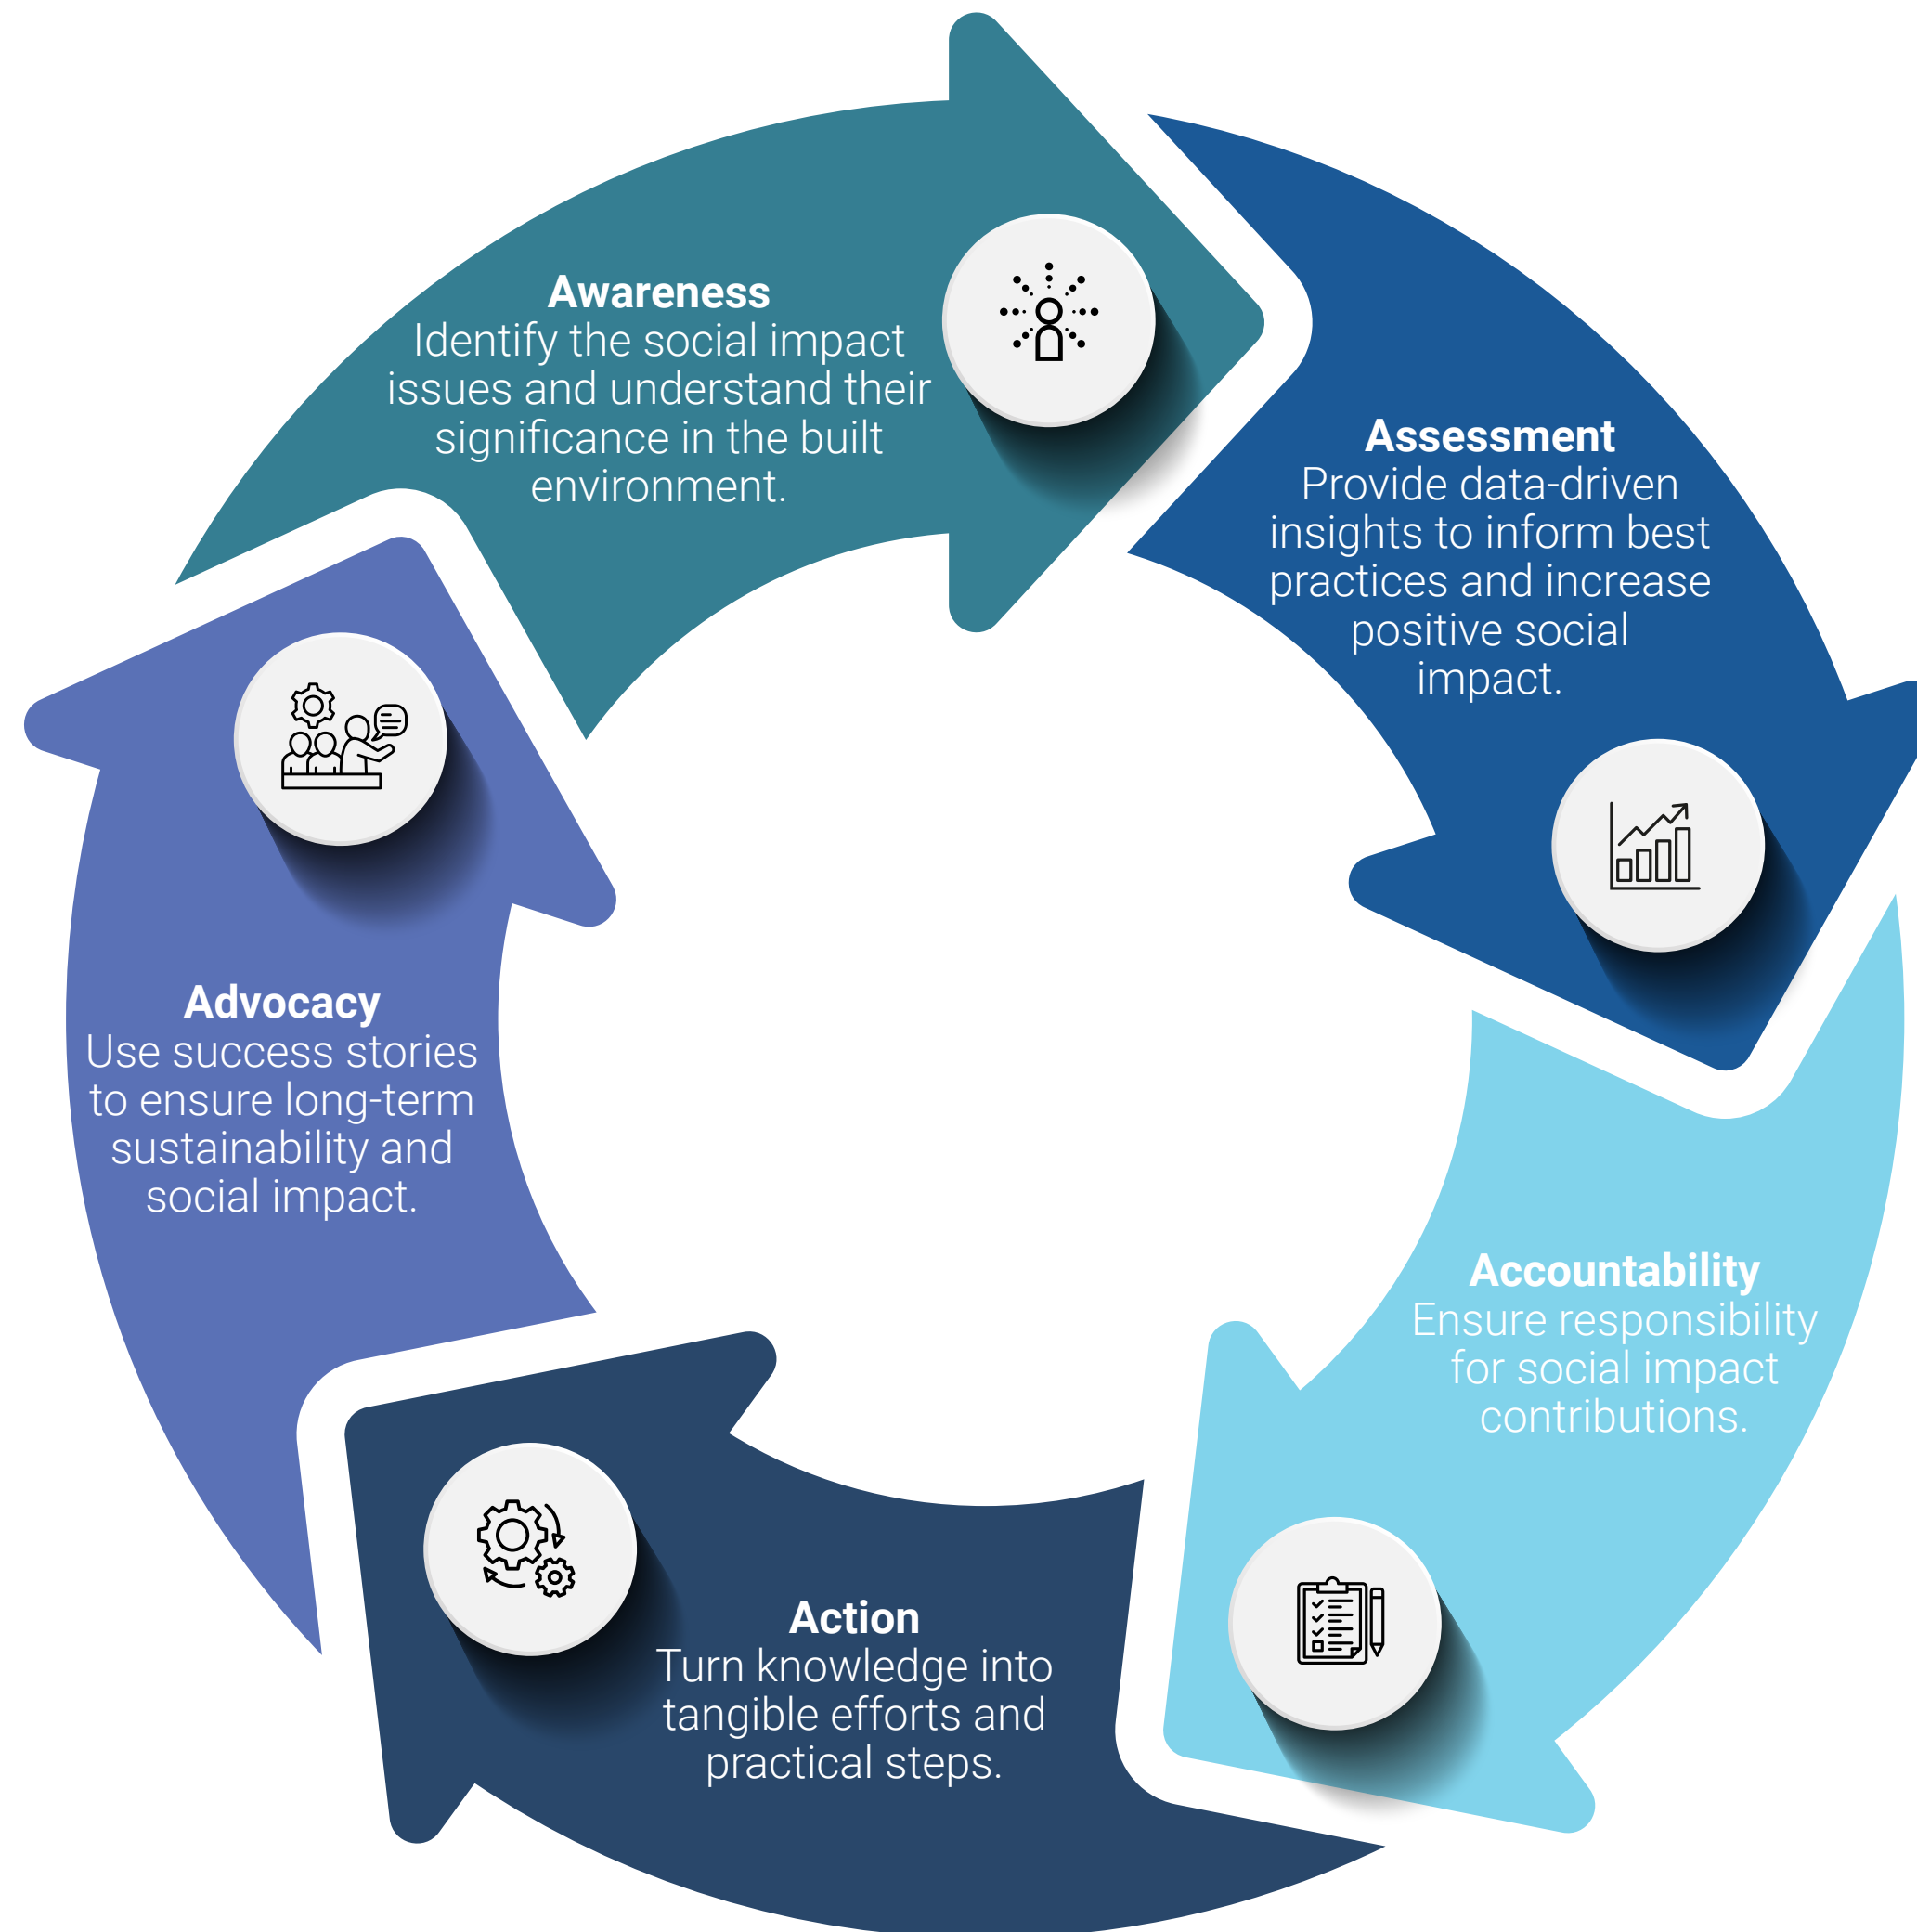 Awareness
Identify the social impact
issues and understand their
significance in the built
environment.
Assessment
Provide data-driven
insights to inform best
practices and increase
positive social
impact.
Accountability
Ensure responsibility
for social impact
contributions.
Action
Turn knowledge into
tangible efforts and
practical steps.
Advocacy
Use success stories
to ensure long-term
sustainability and
social impact.